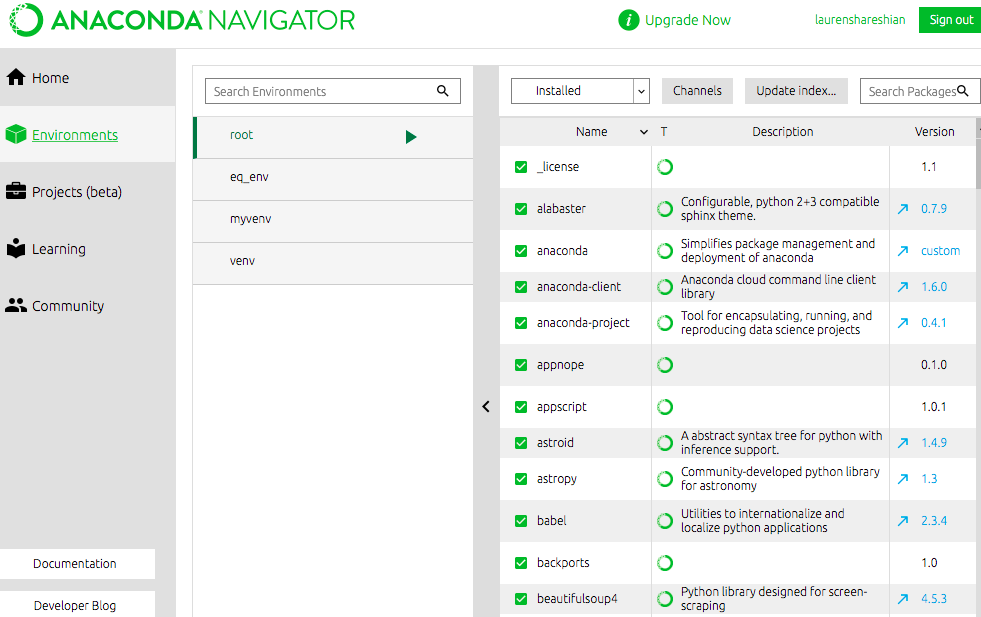 ANACONDA NAVIGATOR
i Upgrade Now
laurenshareshian
Sign out
Home
Environments
Projects (beta)
Learning
Community
Documentation
Developer Blog
Search Environments
root
eq_env
myvenv
venv
Installed
Channels
Update index...
Search Packages
Name T Description Version
_license 1.1
alabaster Configurable, python 2+3 compatible
sphinx theme. 0.7.9
anaconda Simplifies package management and
deployment of anaconda custom
anaconda-client Anaconda cloud command line client
library 1.6.0
anaconda-project Tool for encapsulating, running, and
reproducing data science projects 0.4.1
appnope 0.1.0
appscript 1.0.1
astroid A abstract syntax tree for python with
inference support. 1.4.9
astropy Community-developed python library
for astronomy 1.3
babel Utilities to internationalize and
localize python applications 2.3.4
backports 1.0
beautifulsoup4 Python library designed for screen-
scraping 4.5.3